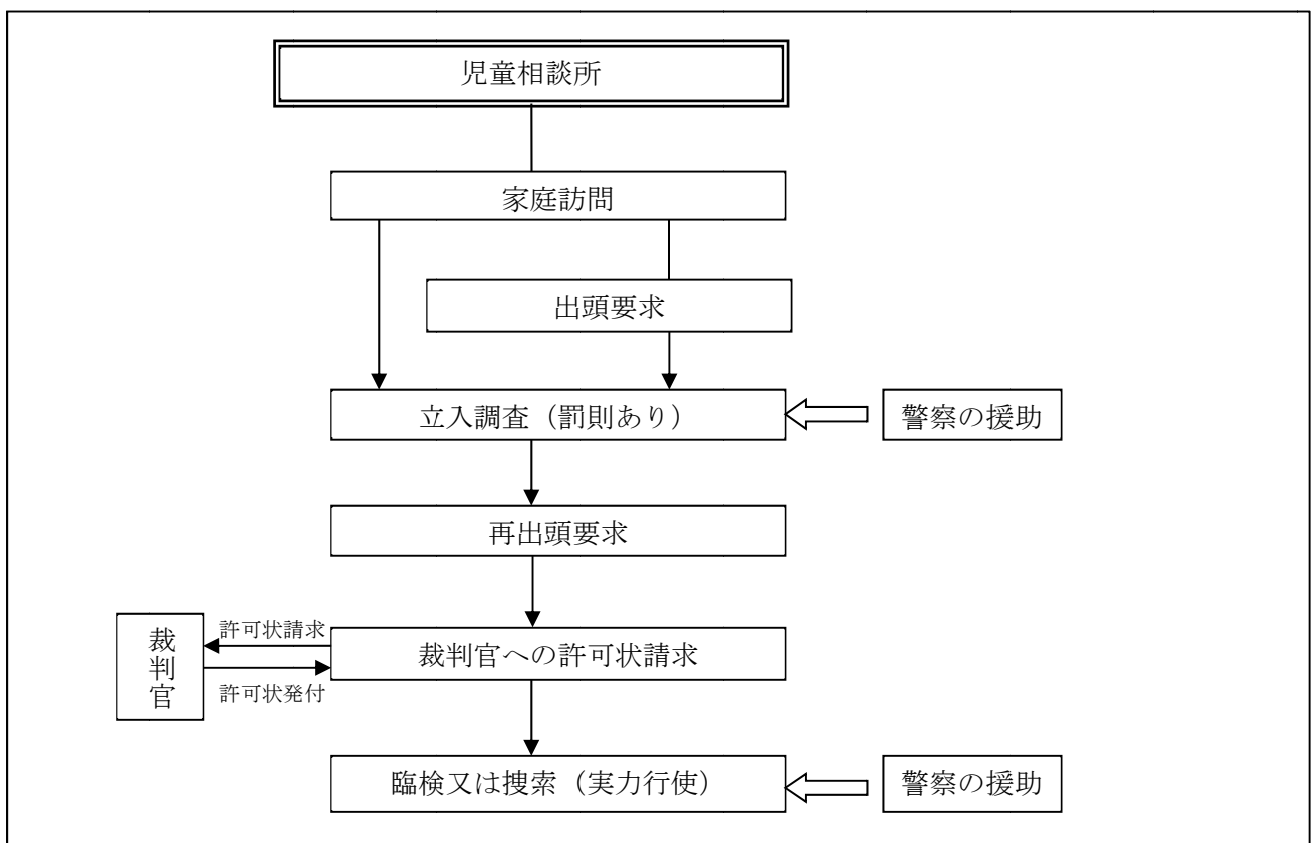 児童相談所
家庭訪問
出頭要求
立入調査（罰則あり）
警察の援助
再出頭要求
裁判官
許可状請求
裁判官への許可状請求
許可状発付
臨検又は捜索（実力行使）
警察の援助